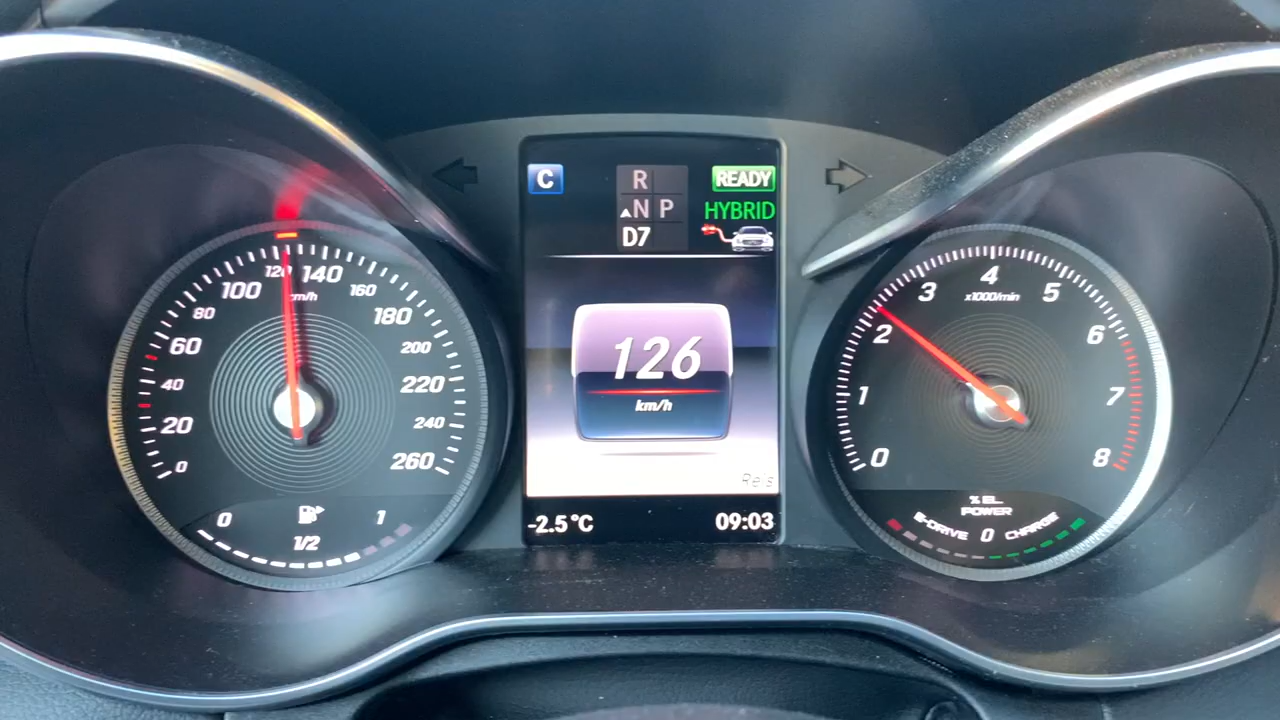 0
20
40
60
80
100
120
140
160
180
200
220
240
260
km/h
0 1/2 1
C
R
N P
D7
READY
HYBRID
126
km/h
Reis
-2.5°C 09:03
0
1
2
3
4
5
6
7
8
x1000/min
% EL.
POWER
E-DRIVE 0 CHARGE